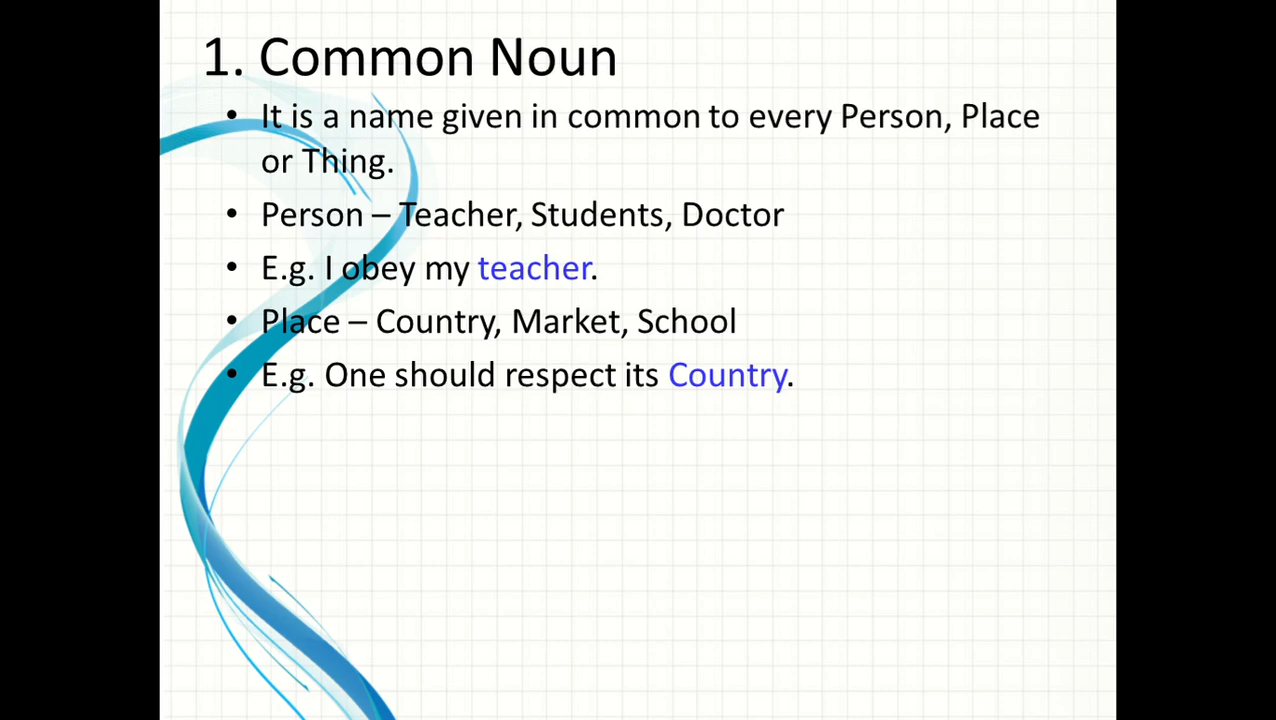 1. Common Noun
• It is a name given in common to every Person, Place
or Thing.
• Person – Teacher, Students, Doctor
• E.g. I obey my teacher.
• Place – Country, Market, School
• E.g. One should respect its Country.